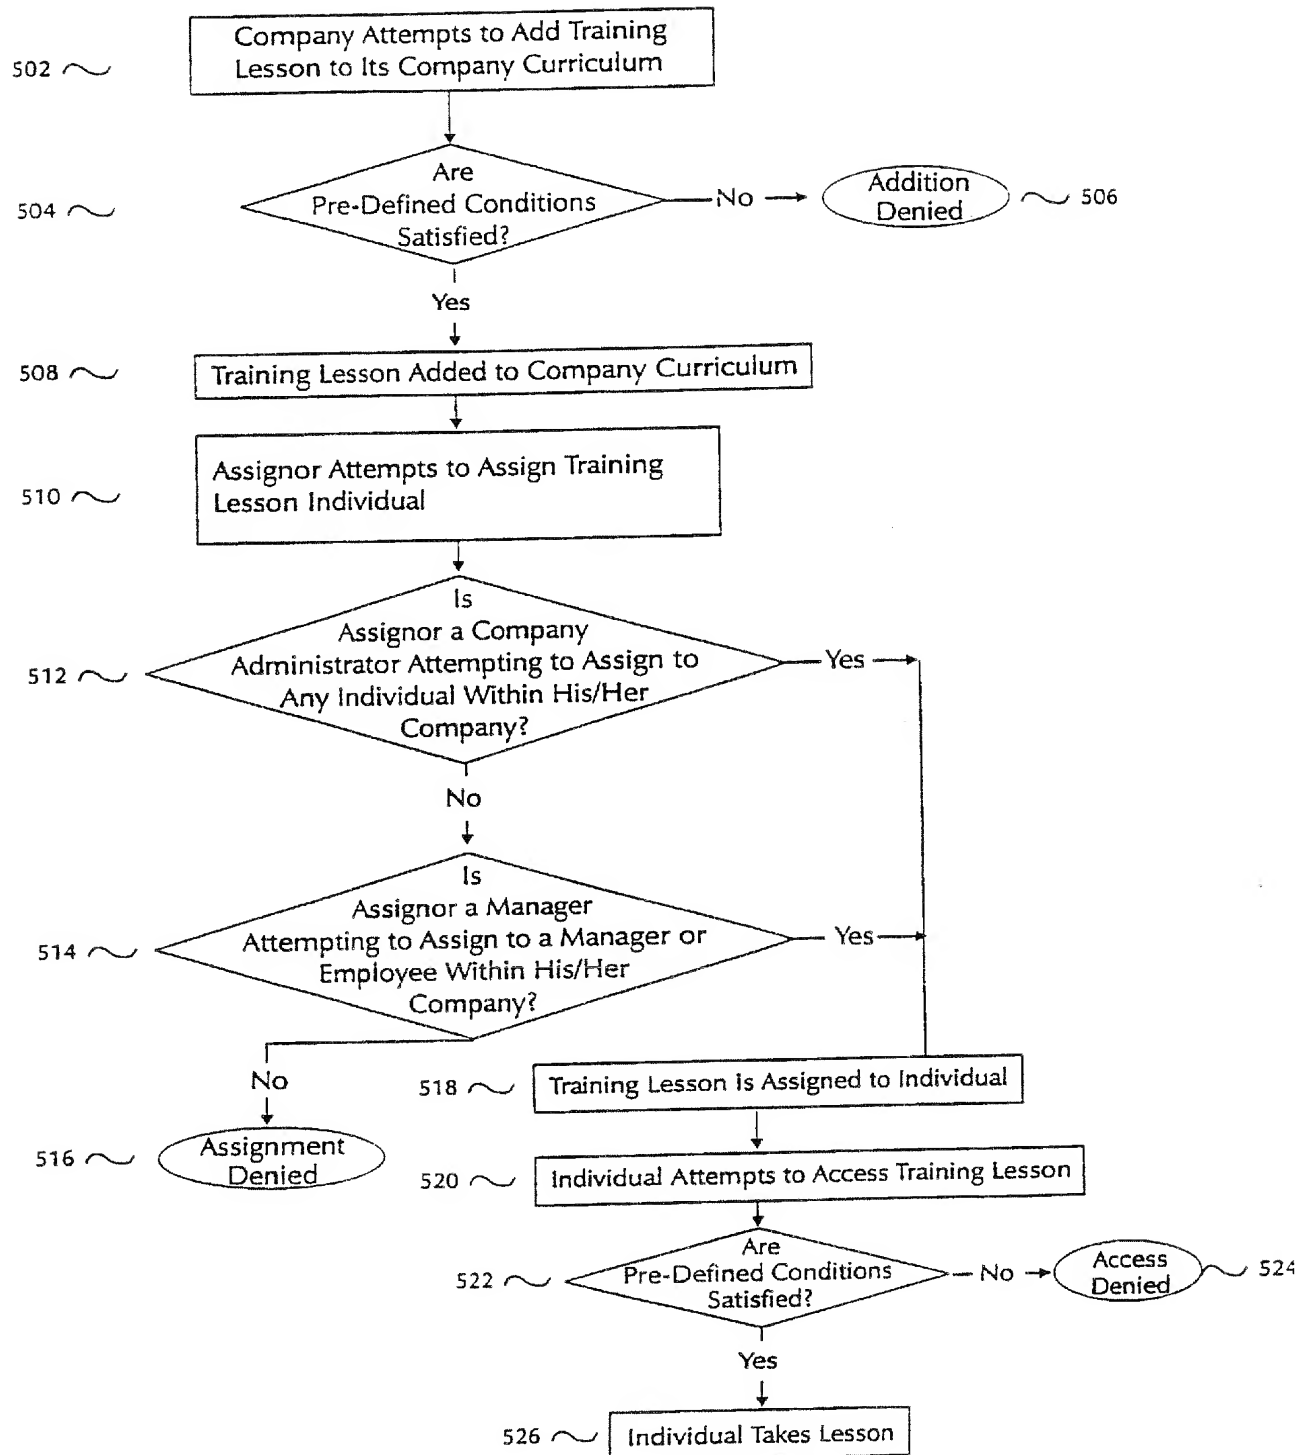 Company Attempts to Add Training
Lesson to Its Company Curriculum
502
Are
Pre-Defined Conditions
Satisfied?
504
No
Addition
Denied
506
Yes
508
Training Lesson Added to Company Curriculum
510
Assignor Attempts to Assign Training
Lesson Individual
512
Is
Assignor a Company
Administrator Attempting to Assign to
Any Individual Within His/Her
Company?
Yes
No
514
Is
Assignor a Manager
Attempting to Assign to a Manager or
Employee Within His/Her
Company?
Yes
No
516
Assignment
Denied
518
Training Lesson is Assigned to Individual
520
Individual Attempts to Access Training Lesson
522
Are
Pre-Defined Conditions
Satisfied?
No
Access
Denied
524
Yes
526
Individual Takes Lesson